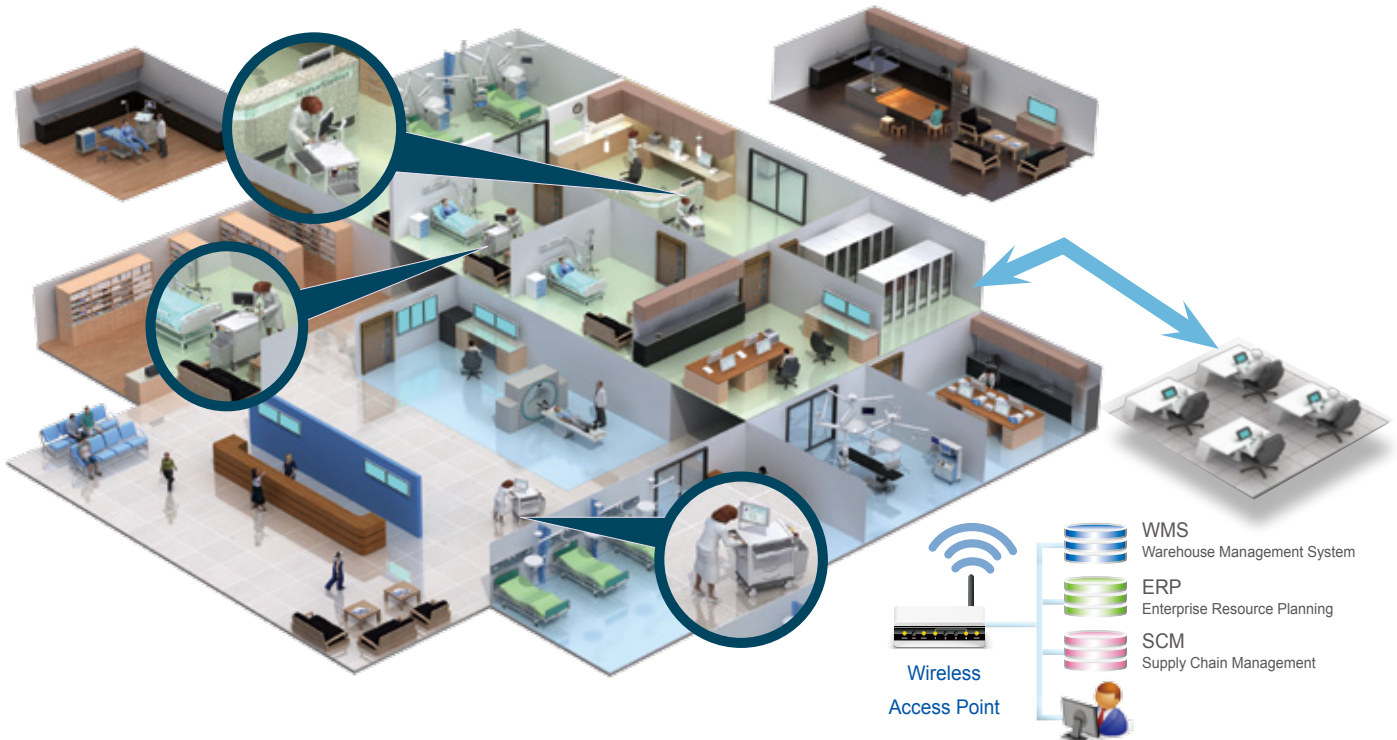 WMS
Warehouse Management System
ERP
Enterprise Resource Planning
SCM
Supply Chain Management
Wireless
Access Point